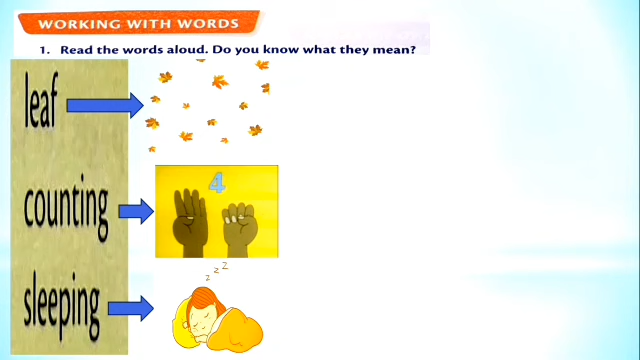 WORKING WITH WORDS
1. Read the words aloud. Do you know what they mean?
leaf
counting
4
sleeping
z z z